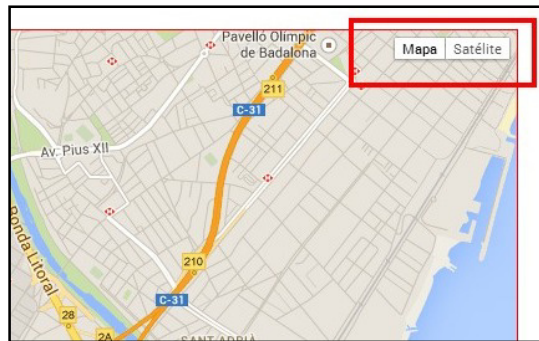 Pavelló Olímpic
de Badalona
Mapa Satélite
211
C-31
Av. Pius XII
Ronda Litoral
210
C-31
28
2A
SANT ADRIÀ